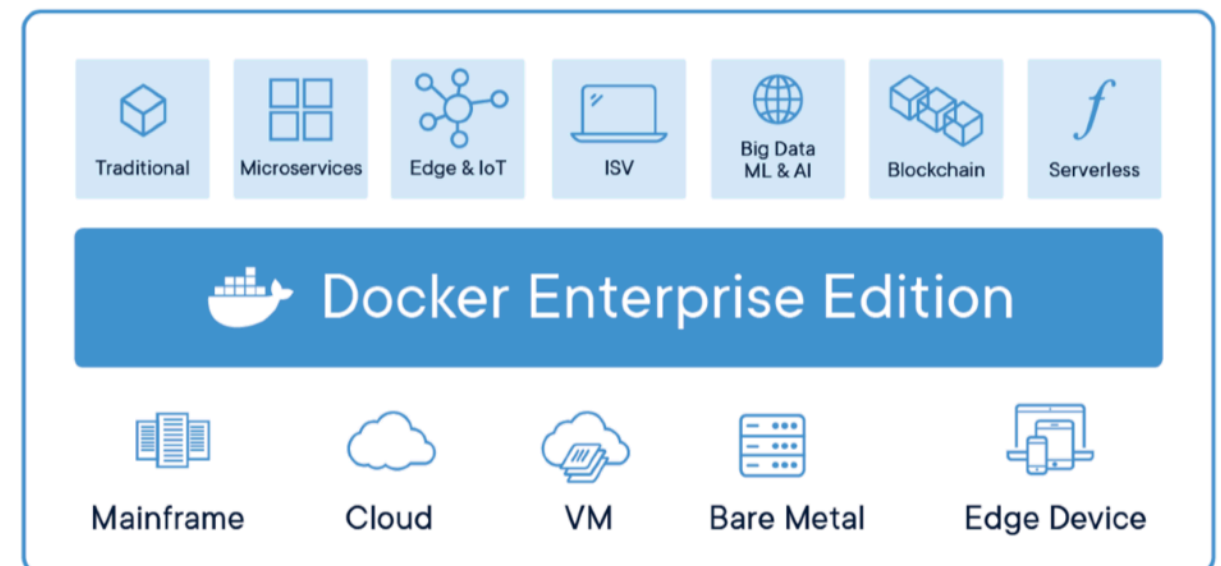 Traditional
Microservices
Edge & IoT
ISV
Big Data
ML & AI
Blockchain
Serverless
Docker Enterprise Edition
Mainframe
Cloud
VM
Bare Metal
Edge Device